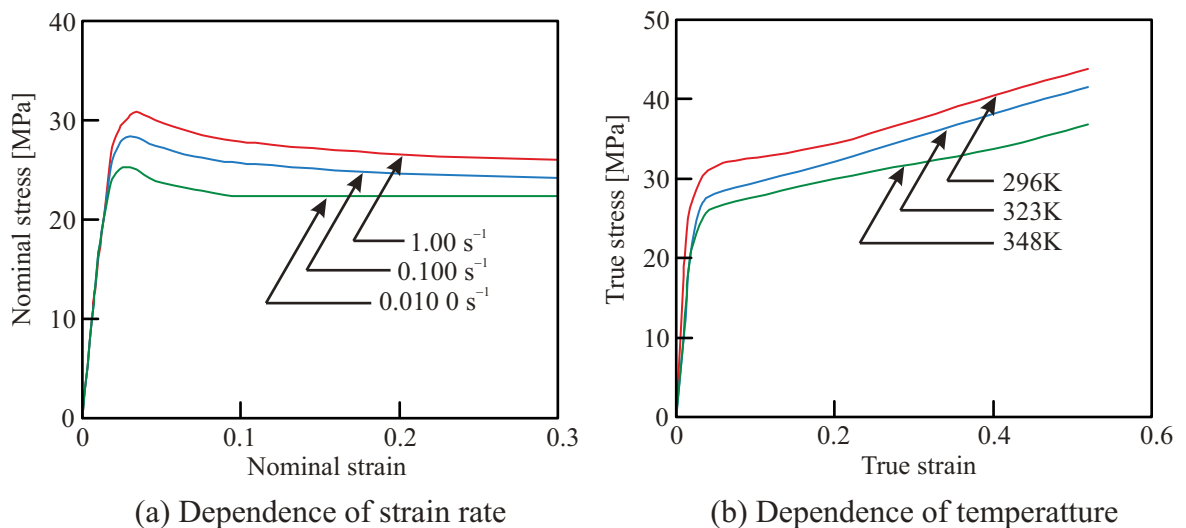 40
30
20
10
0
0
0.1
0.2
0.3
Nominal stress [MPa]
Nominal strain
1.00 s⁻¹
0.100 s⁻¹
0.010 0 s⁻¹
(a) Dependence of strain rate
50
40
30
20
10
0
0
0.2
0.4
0.6
True stress [MPa]
True strain
296K
323K
348K
(b) Dependence of temperatture